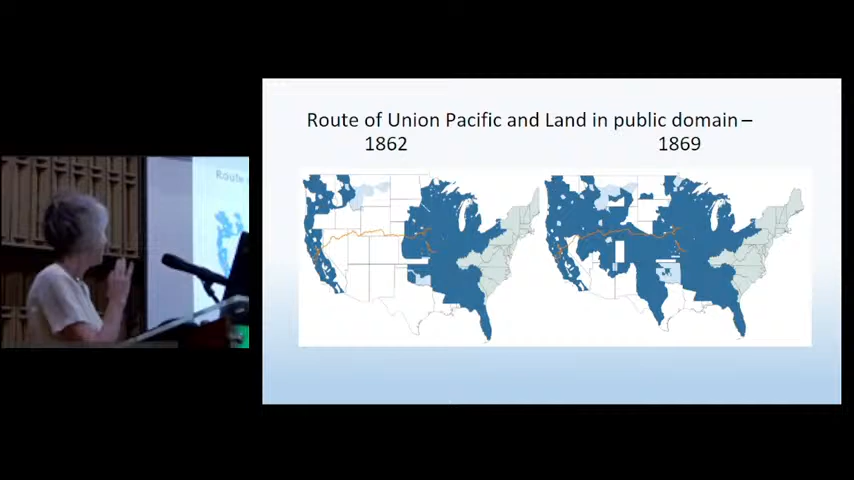 Route of Union Pacific and Land in public domain –
1862 1869
Route